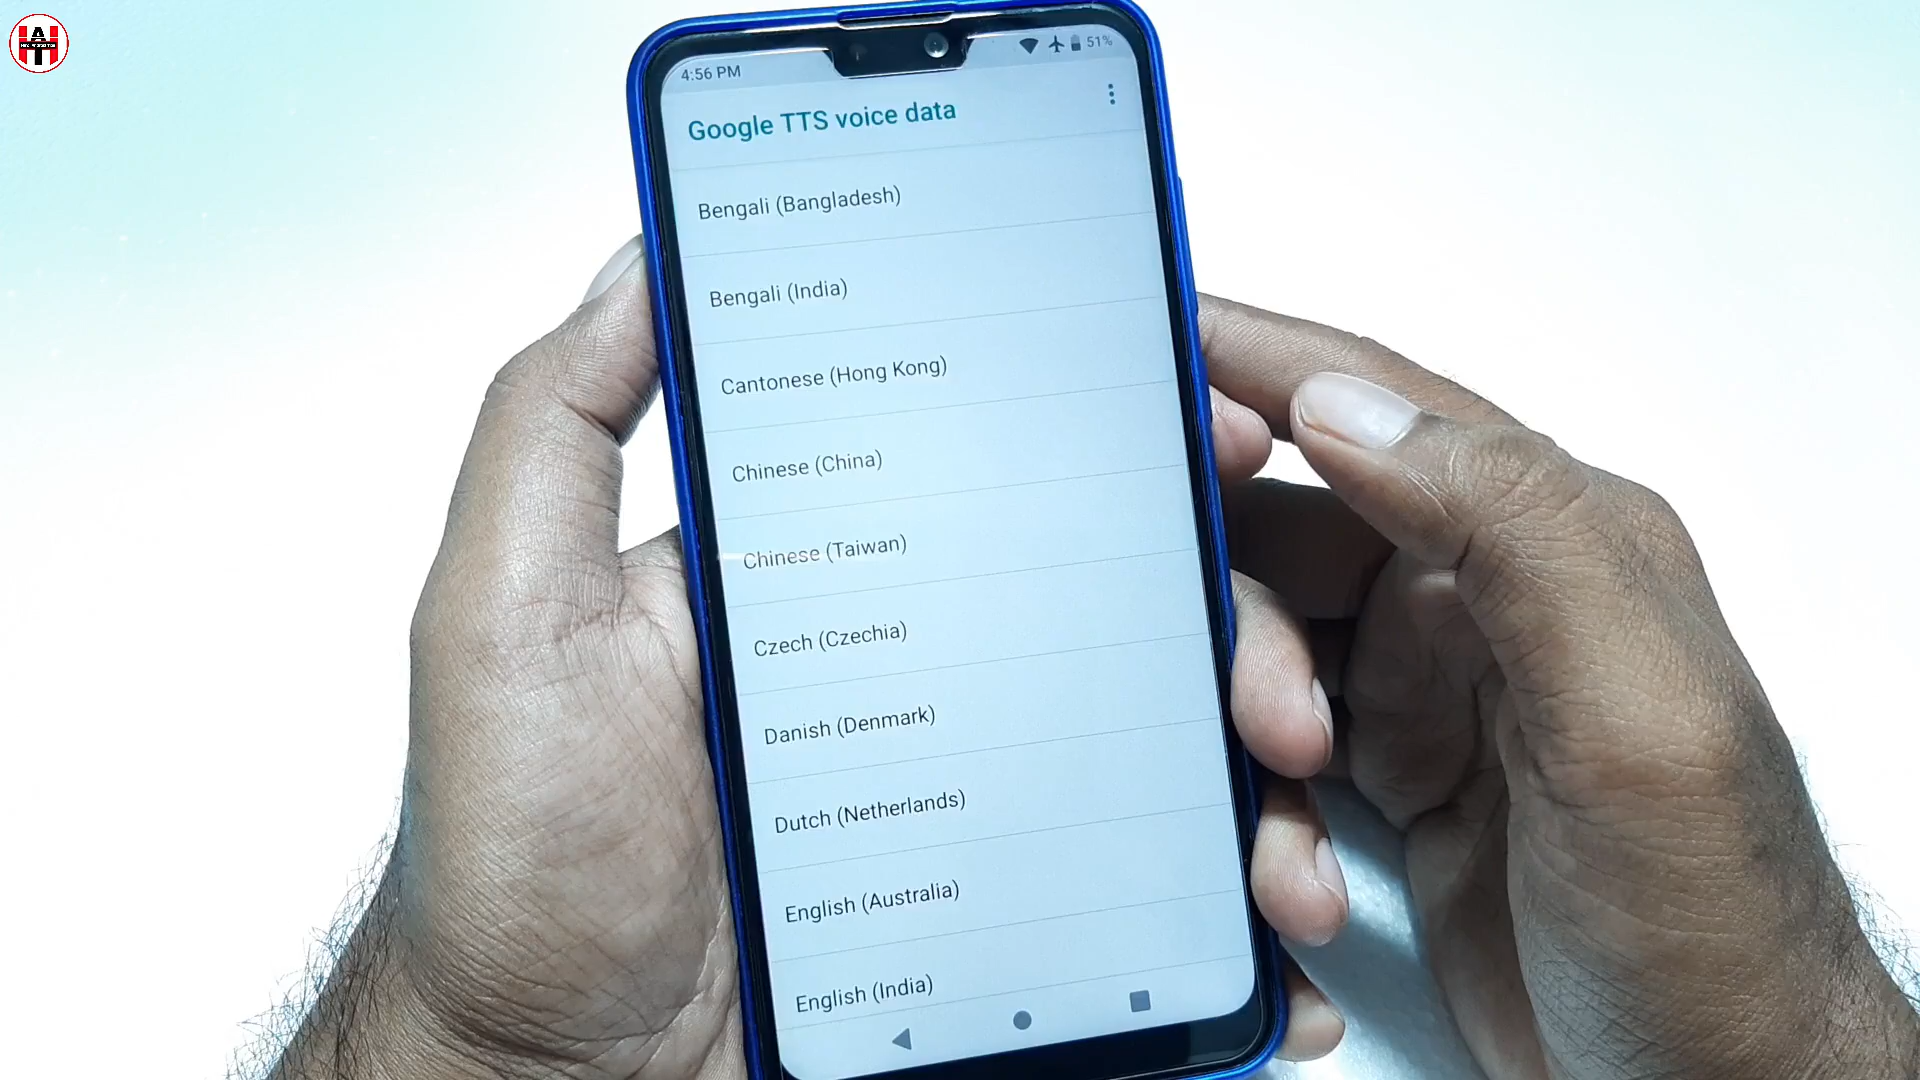 4:56 PM
51%
Google TTS voice data
Bengali (Bangladesh)
Bengali (India)
Cantonese (Hong Kong)
Chinese (China)
Chinese (Taiwan)
Czech (Czechia)
Danish (Denmark)
Dutch (Netherlands)
English (Australia)
English (India)